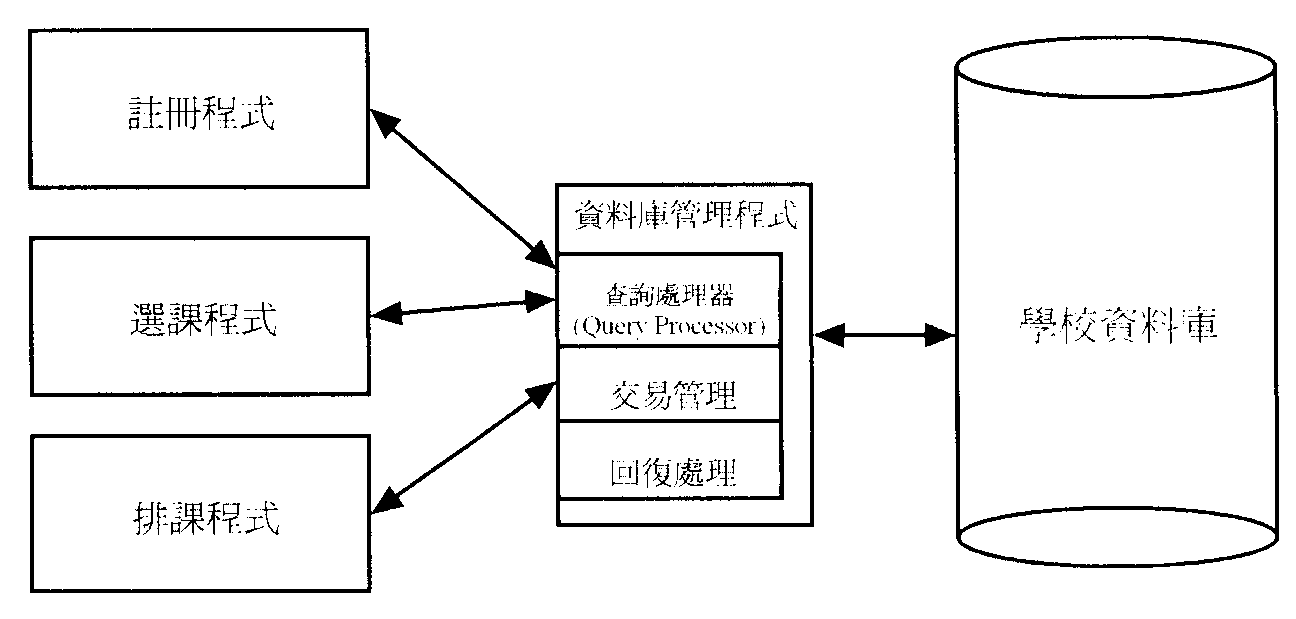 註冊程式
選課程式
排課程式
資料庫管理程式
查詢處理器
(Query Processor)
交易管理
回復處理
學校資料庫